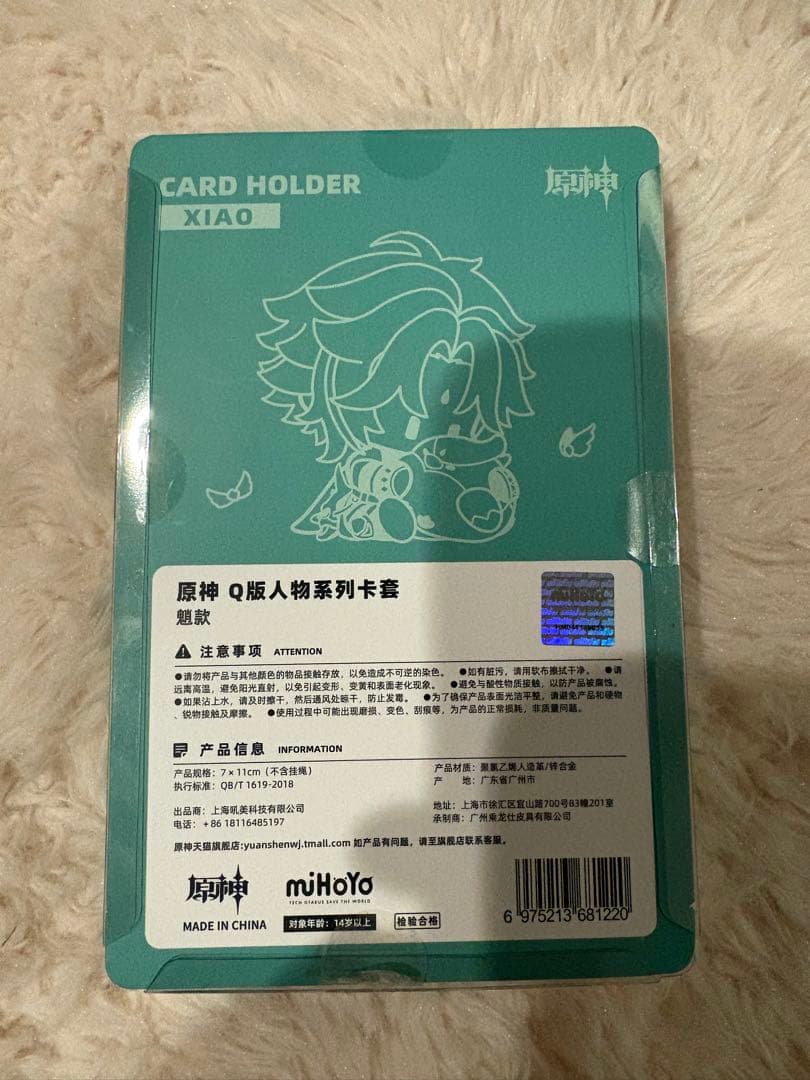 CARD HOLDER
原神
XIAO
原神 Q版人物系列卡套
魈款
miHoYo
注意事项 ATTENTION
●请勿将产品与其他颜色的物品接触存放，以免造成不可逆的染色。 ●如有脏污，请用软布擦拭干净。 ●请
远离高温，避免阳光直射，以免引起变形、变黄和表面老化现象。 ●避免与酸性物质接触，以防产品被腐蚀。
●如果沾上水，请及时擦干，然后通风处晾干，防止发霉。 ●为了确保产品表面光洁平整，请避免产品和硬物
、锐物接触及摩擦。 ●使用过程中可能出现磨损、变色、刮痕等，为产品的正常损耗，非质量问题。
产品信息 INFORMATION
产品规格：7×11cm（不含挂绳）
产品材质：聚氯乙烯人造革/锌合金
执行标准：QB/T 1619-2018
产 地：广东省广州市
出品商：上海吼美科技有限公司
地址：上海市徐汇区宜山路700号B3幢201室
电话：+86 18116485197
承制商：广州乘龙仕皮具有限公司
原神天猫旗舰店:yuanshenwj.tmall.com 如产品有问题，请至旗舰店联系客服。
原神
miHoYo
TECH OTAKUS SAVE THE WORLD
MADE IN CHINA
对象年龄：14岁以上
检验合格
6 975213 681220